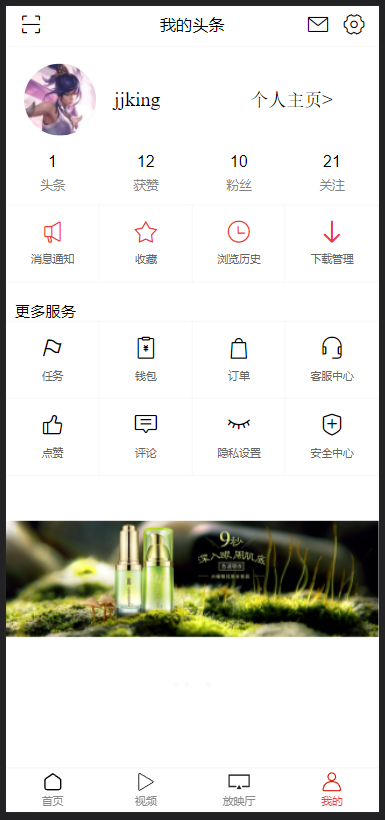 我的头条
jjking 个人主页>
1 12 10 21
头条 获赞 粉丝 关注
消息通知 收藏 浏览历史 下载管理
更多服务
任务 钱包 订单 客服中心
点赞 评论 隐私设置 安全中心
9秒
深入眼周肌底
首页 视频 放映厅 我的